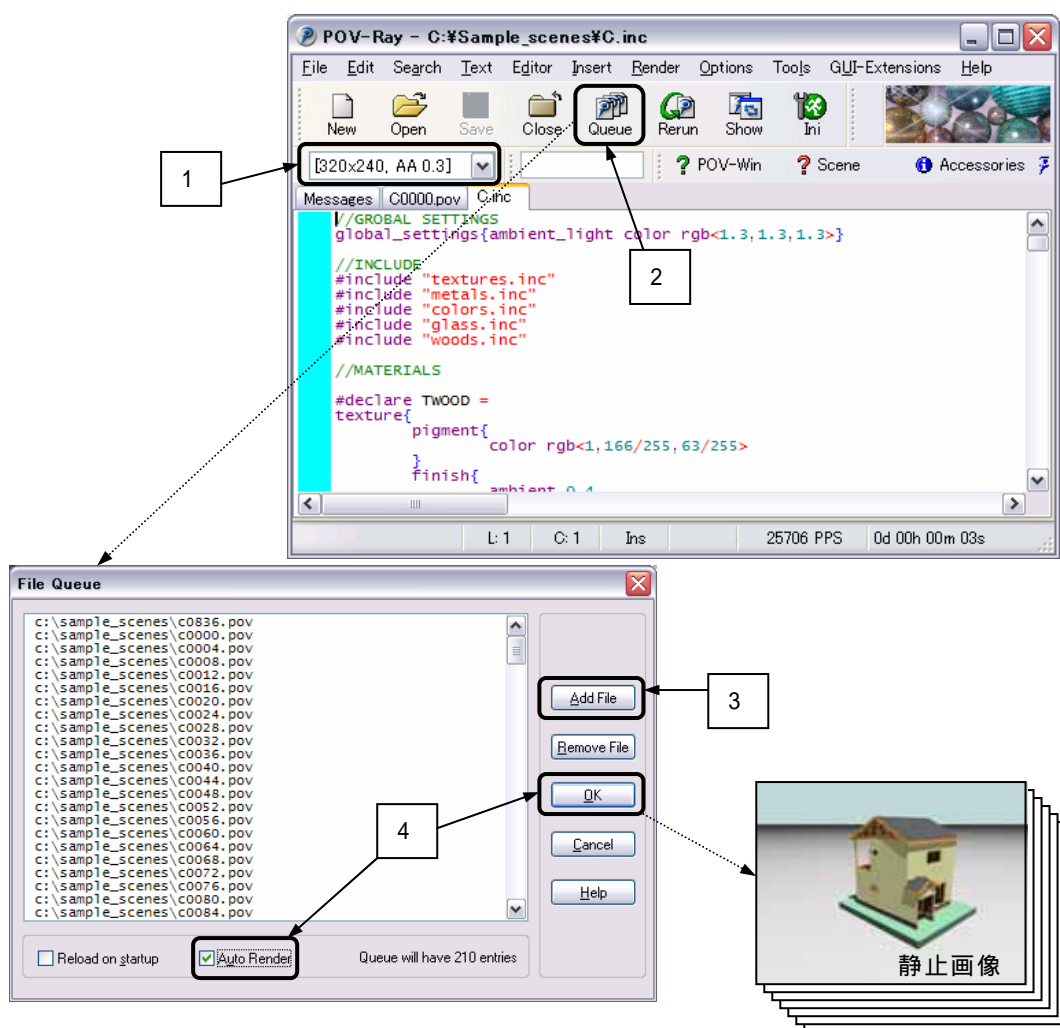 POV-Ray - C:¥Sample_scenes¥C.inc
File Edit Search Text Editor Insert Render Options Tools GUI-Extensions Help
New Open Save Close Queue Rerun Show Ini
[320x240, AA 0.3] ? POV-Win ? Scene Accessories
1
Messages C0000.pov C.inc
//GROBAL SETTINGS
global_settings{ambient_light color rgb<1.3,1.3,1.3>}
//INCLUDE
#include "textures.inc"
#include "metals.inc"
#include "colors.inc"
#include "glass.inc"
#include "woods.inc"
2
//MATERIALS
#declare TWOOD =
texture{
pigment{
color rgb<1,166/255,63/255>
}
finish{
ambient 0.4
L: 1 C: 1 Ins 25706 PPS 0d 00h 00m 03s
File Queue
c:\sample_scenes\c0836.pov
c:\sample_scenes\c0000.pov
c:\sample_scenes\c0004.pov
c:\sample_scenes\c0008.pov
c:\sample_scenes\c0012.pov
c:\sample_scenes\c0016.pov
c:\sample_scenes\c0020.pov
c:\sample_scenes\c0024.pov
c:\sample_scenes\c0028.pov
c:\sample_scenes\c0032.pov
c:\sample_scenes\c0036.pov
c:\sample_scenes\c0040.pov
c:\sample_scenes\c0044.pov
c:\sample_scenes\c0048.pov
c:\sample_scenes\c0052.pov
c:\sample_scenes\c0056.pov
c:\sample_scenes\c0060.pov
c:\sample_scenes\c0064.pov
c:\sample_scenes\c0068.pov
c:\sample_scenes\c0072.pov
c:\sample_scenes\c0076.pov
c:\sample_scenes\c0080.pov
c:\sample_scenes\c0084.pov
Add File
3
Remove File
OK
4
Cancel
Help
Reload on startup Auto Render Queue will have 210 entries
静止画像